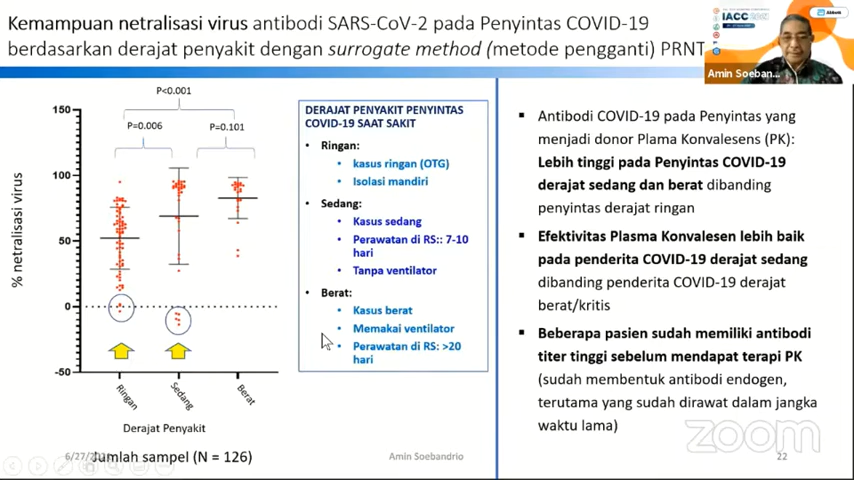 Kemampuan netralisasi virus antibodi SARS-CoV-2 pada Penyintas COVID-19
berdasarkan derajat penyakit dengan surrogate method (metode pengganti) PRNT
IACC
Abbott
Amin Soeban...
P<0.001
P=0.006
P=0.101
150
100
50
0
-50
% netralisasi virus
Ringan
Sedang
Berat
Derajat Penyakit
Jumlah sampel (N = 126)
DERAJAT PENYAKIT PENYINTAS
COVID-19 SAAT SAKIT
• Ringan:
• kasus ringan (OTG)
• Isolasi mandiri
• Sedang:
• Kasus sedang
• Perawatan di RS:: 7-10
hari
• Tanpa ventilator
• Berat:
• Kasus berat
• Memakai ventilator
• Perawatan di RS: >20
hari
▪ Antibodi COVID-19 pada Penyintas yang
menjadi donor Plama Konvalesens (PK):
Lebih tinggi pada Penyintas COVID-19
derajat sedang dan berat dibanding
penyintas derajat ringan
▪ Efektivitas Plasma Konvalesen lebih baik
pada penderita COVID-19 derajat sedang
dibanding penderita COVID-19 derajat
berat/kritis
▪ Beberapa pasien sudah memiliki antibodi
titer tinggi sebelum mendapat terapi PK
(sudah membentuk antibodi endogen,
terutama yang sudah dirawat dalam jangka
waktu lama)
zoom
6/27/
Amin Soebandrio
22